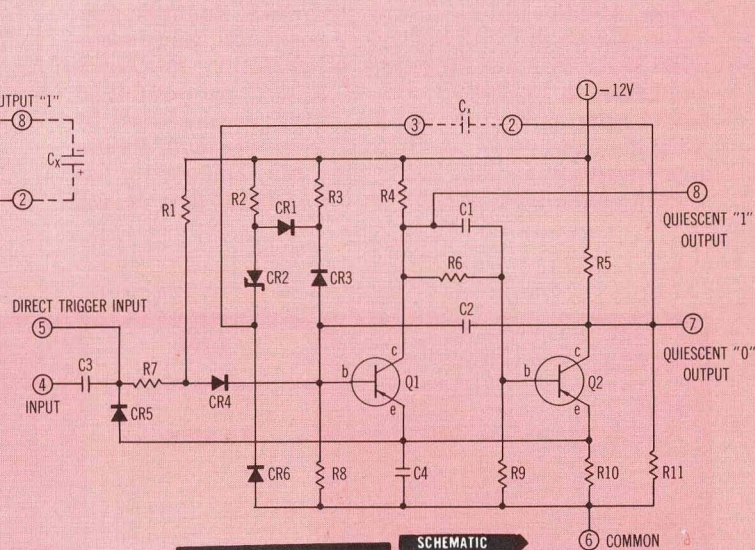 UTPUT "1"
8
Cx
2
1 –12V
3
C
2
R1
R2
CR1
R3
R4
C1
8
QUIESCENT "1"
OUTPUT
CR2
CR3
R6
R5
DIRECT TRIGGER INPUT
5
C2
7
QUIESCENT "0"
OUTPUT
C3
R7
4
INPUT
CR5
CR4
b
c
Q1
e
b
c
Q2
e
CR6
R8
C4
R9
R10
R11
SCHEMATIC
6 COMMON